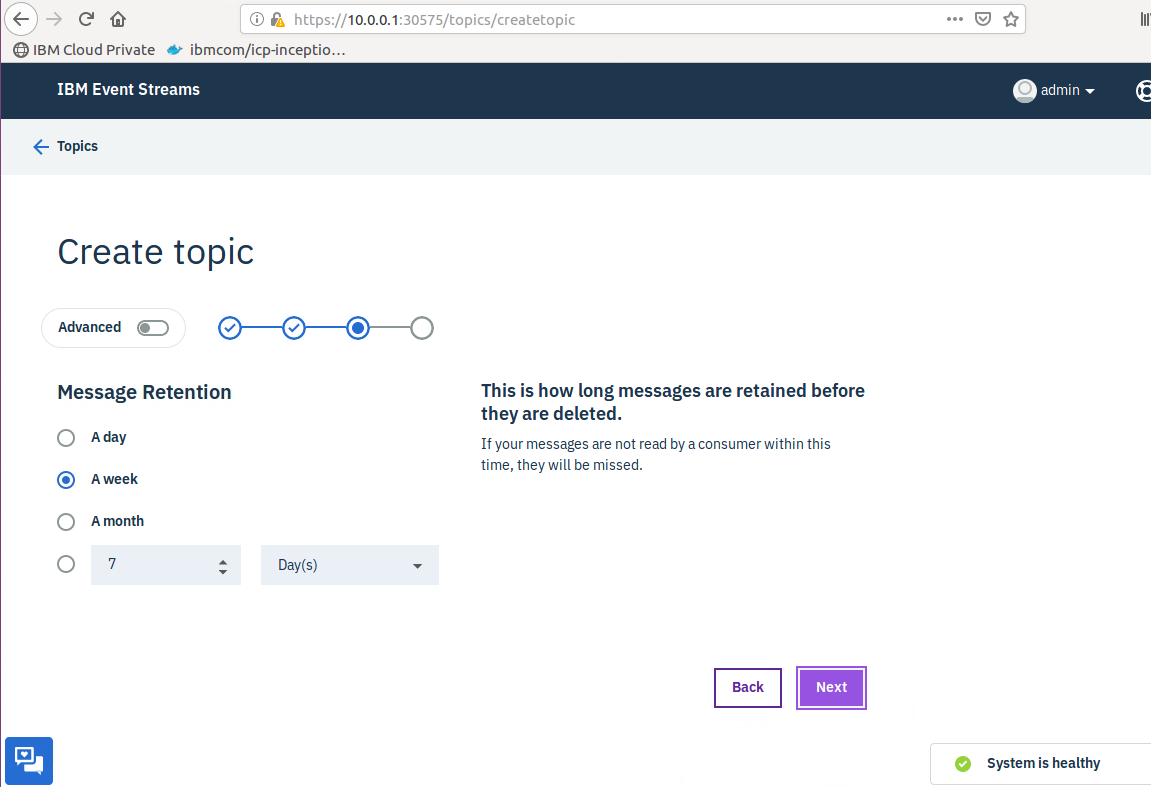 https://10.0.0.1:30575/topics/createtopic
IBM Cloud Private ibmcom/icp-inceptio…
IBM Event Streams
admin
Topics
Create topic
Advanced
Message Retention
A day
A week
A month
7 Day(s)
This is how long messages are retained before
they are deleted.
If your messages are not read by a consumer within this
time, they will be missed.
Back Next
System is healthy